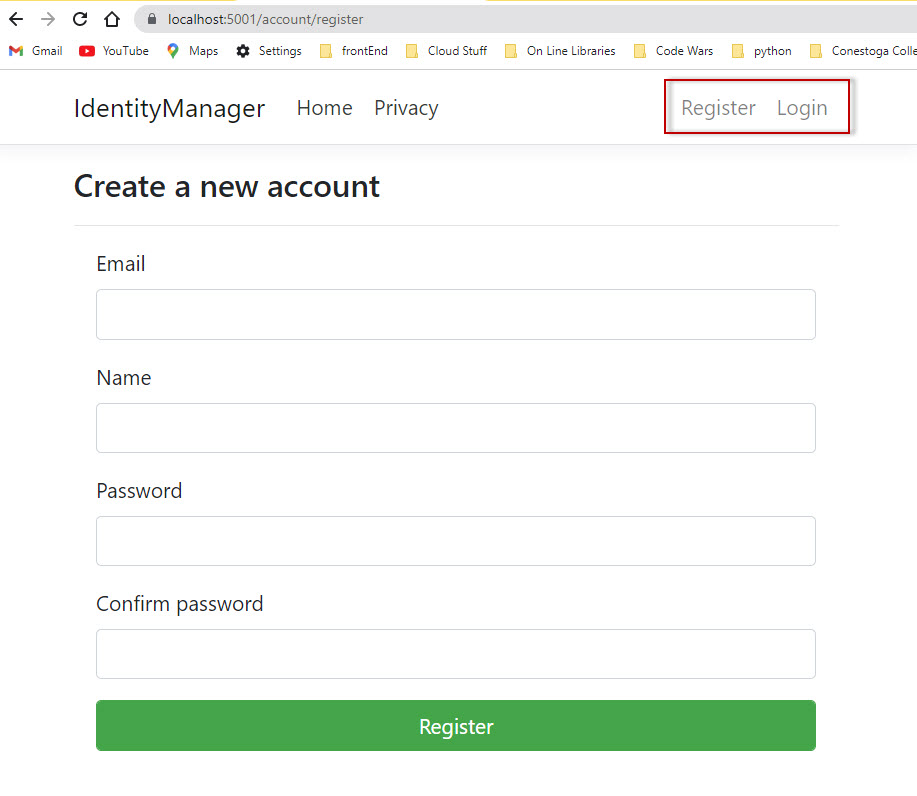 localhost:5001/account/register
Gmail YouTube Maps Settings frontEnd Cloud Stuff On Line Libraries Code Wars python Conestoga Colle
IdentityManager Home Privacy Register Login
Create a new account
Email
Name
Password
Confirm password
Register